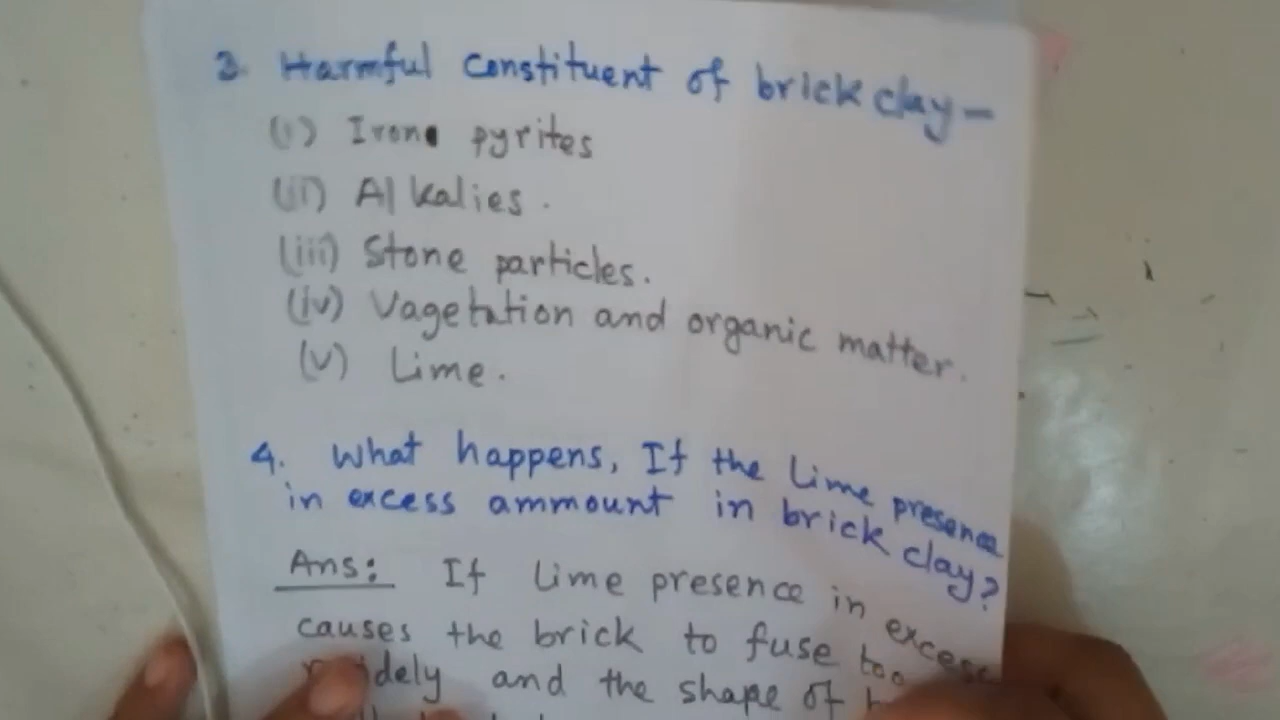 3. Harmful constituent of brick clay—
(i) Iron pyrites
(ii) Alkalies.
(iii) Stone particles.
(iv) Vagetation and organic matter.
(v) Lime.
4. What happens, If the Lime presence
in excess ammount in brick clay?
Ans: If Lime presence in excess
causes the brick to fuse too
and the shape of